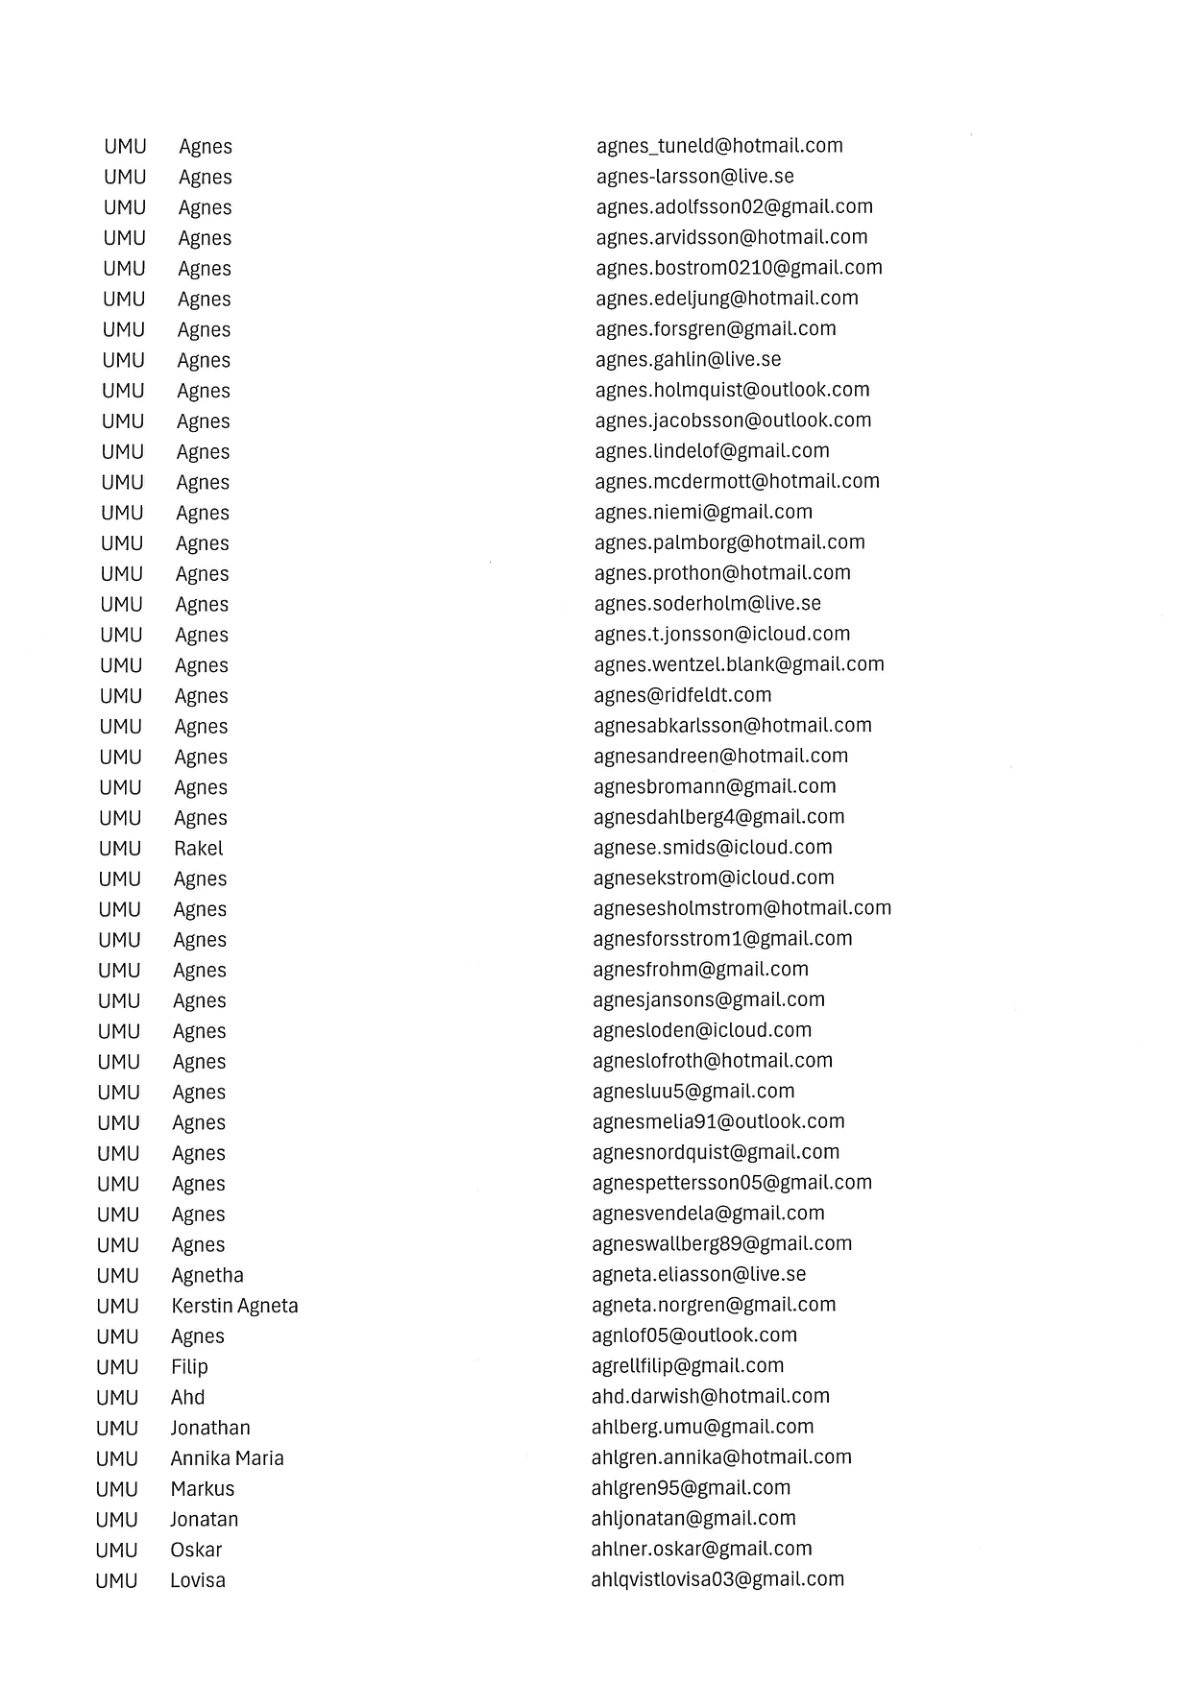 UMU Agnes agnes_tuneld@hotmail.com
UMU Agnes agnes-larsson@live.se
UMU Agnes agnes.adolfsson02@gmail.com
UMU Agnes agnes.arvidsson@hotmail.com
UMU Agnes agnes.bostrom0210@gmail.com
UMU Agnes agnes.edeljung@hotmail.com
UMU Agnes agnes.forsgren@gmail.com
UMU Agnes agnes.gahlin@live.se
UMU Agnes agnes.holmquist@outlook.com
UMU Agnes agnes.jacobsson@outlook.com
UMU Agnes agnes.lindelof@gmail.com
UMU Agnes agnes.mcdermott@hotmail.com
UMU Agnes agnes.niemi@gmail.com
UMU Agnes agnes.palmborg@hotmail.com
UMU Agnes agnes.prothon@hotmail.com
UMU Agnes agnes.soderholm@live.se
UMU Agnes agnes.t.jonsson@icloud.com
UMU Agnes agnes.wentzel.blank@gmail.com
UMU Agnes agnes@ridfeldt.com
UMU Agnes agnesabkarlsson@hotmail.com
UMU Agnes agnesandreen@hotmail.com
UMU Agnes agnesbromann@gmail.com
UMU Agnes agnesdahlberg4@gmail.com
UMU Rakel agnese.smids@icloud.com
UMU Agnes agnesekstrom@icloud.com
UMU Agnes agnesesholmstrom@hotmail.com
UMU Agnes agnesforsstrom1@gmail.com
UMU Agnes agnesfrohm@gmail.com
UMU Agnes agnesjansons@gmail.com
UMU Agnes agnesloden@icloud.com
UMU Agnes agneslofroth@hotmail.com
UMU Agnes agnesluu5@gmail.com
UMU Agnes agnesmelia91@outlook.com
UMU Agnes agnesnordquist@gmail.com
UMU Agnes agnespettersson05@gmail.com
UMU Agnes agnesvendela@gmail.com
UMU Agnes agneswallberg89@gmail.com
UMU Agnetha agneta.eliasson@live.se
UMU Kerstin Agneta agneta.norgren@gmail.com
UMU Agnes agnlof05@outlook.com
UMU Filip agrellfilip@gmail.com
UMU Ahd ahd.darwish@hotmail.com
UMU Jonathan ahlberg.umu@gmail.com
UMU Annika Maria ahlgren.annika@hotmail.com
UMU Markus ahlgren95@gmail.com
UMU Jonatan ahljonatan@gmail.com
UMU Oskar ahlner.oskar@gmail.com
UMU Lovisa ahlqvistlovisa03@gmail.com